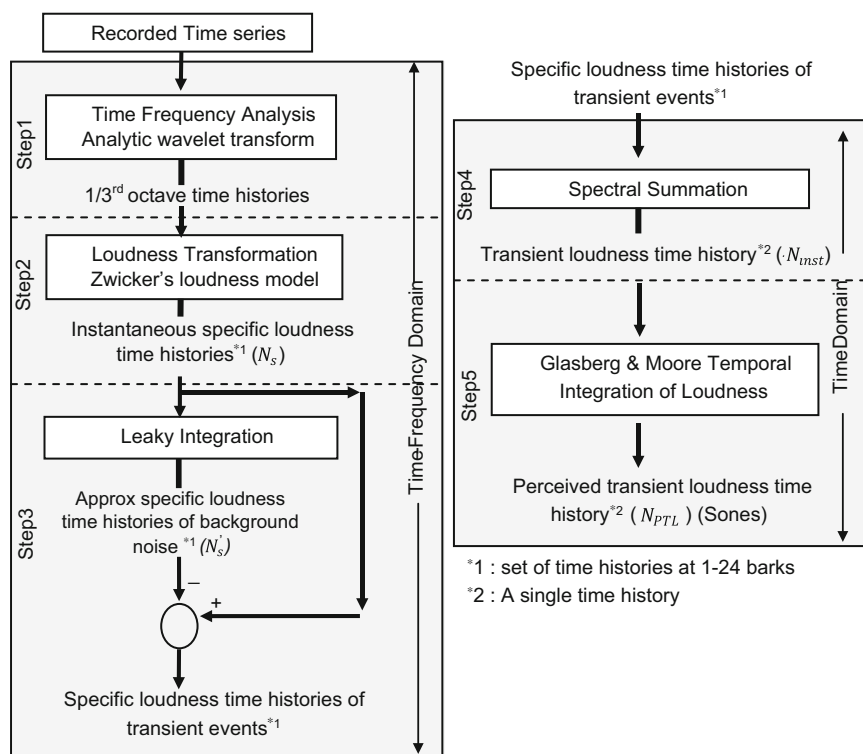 Recorded Time series
Step1
Time Frequency Analysis
Analytic wavelet transform
1/3rd octave time histories
Step2
Loudness Transformation
Zwicker's loudness model
Instantaneous specific loudness
time histories*1 (Ns)
Step3
Leaky Integration
Approx specific loudness
time histories of background
noise *1 (N's)
−
+
Specific loudness time histories of
transient events*1
Time-Frequency Domain
Specific loudness time histories of
transient events*1
Step4
Spectral Summation
Transient loudness time history*2 (·Ninst)
Step5
Glasberg & Moore Temporal
Integration of Loudness
Perceived transient loudness time
history*2 ( NPTL ) (Sones)
TimeDomain
*1 : set of time histories at 1-24 barks
*2 : A single time history